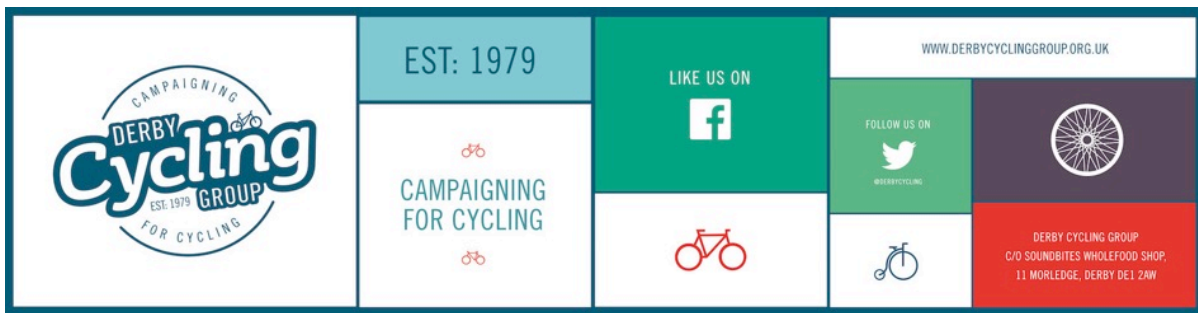 CAMPAIGNING
DERBY
Cycling
EST: 1979 GROUP
FOR CYCLING
EST: 1979
CAMPAIGNING
FOR CYCLING
LIKE US ON
WWW.DERBYCYCLINGGROUP.ORG.UK
FOLLOW US ON
@DERBYCYCLING
DERBY CYCLING GROUP
C/O SOUNDBITES WHOLEFOOD SHOP,
11 MORLEDGE, DERBY DE1 2AW